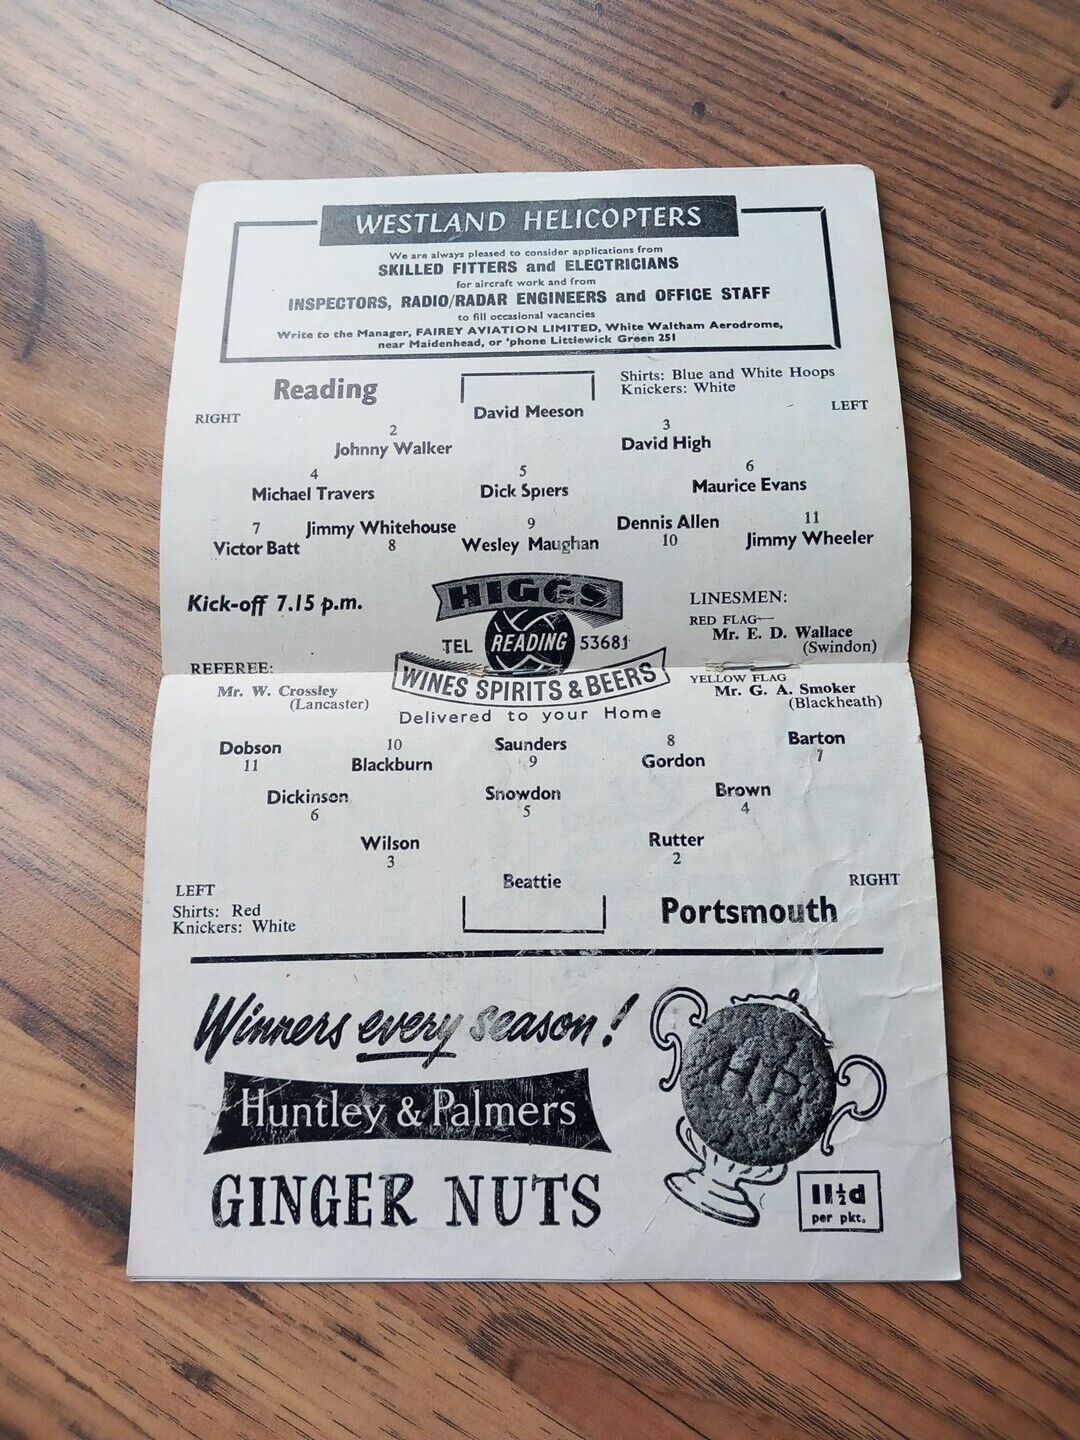 WESTLAND HELICOPTERS
We are always pleased to consider applications from
SKILLED FITTERS and ELECTRICIANS
for aircraft work and from
INSPECTORS, RADIO/RADAR ENGINEERS and OFFICE STAFF
to fill occasional vacancies
Write to the Manager, FAIREY AVIATION LIMITED, White Waltham Aerodrome,
near Maidenhead, or 'phone Littlewick Green 251
Reading
Shirts: Blue and White Hoops
Knickers: White
David Meeson
RIGHT
LEFT
2
Johnny Walker
3
David High
4
Michael Travers
5
Dick Spiers
6
Maurice Evans
7
Victor Batt
Jimmy Whitehouse
8
9
Wesley Maughan
Dennis Allen
10
11
Jimmy Wheeler
Kick-off 7.15 p.m.
HIGGS
TEL READING 53681
WINES SPIRITS & BEERS
Delivered to your Home
LINESMEN:
RED FLAG—
Mr. E. D. Wallace
(Swindon)
REFEREE:
Mr. W. Crossley
(Lancaster)
YELLOW FLAG
Mr. G. A. Smoker
(Blackheath)
Dobson
11
10
Blackburn
Saunders
9
8
Gordon
Barton
7
Dickinson
6
Snowdon
5
Brown
4
Wilson
3
Rutter
2
Beattie
LEFT
RIGHT
Shirts: Red
Knickers: White
Portsmouth
Winners every season!
Huntley & Palmers
GINGER NUTS
H&P
11½d
per pkt.